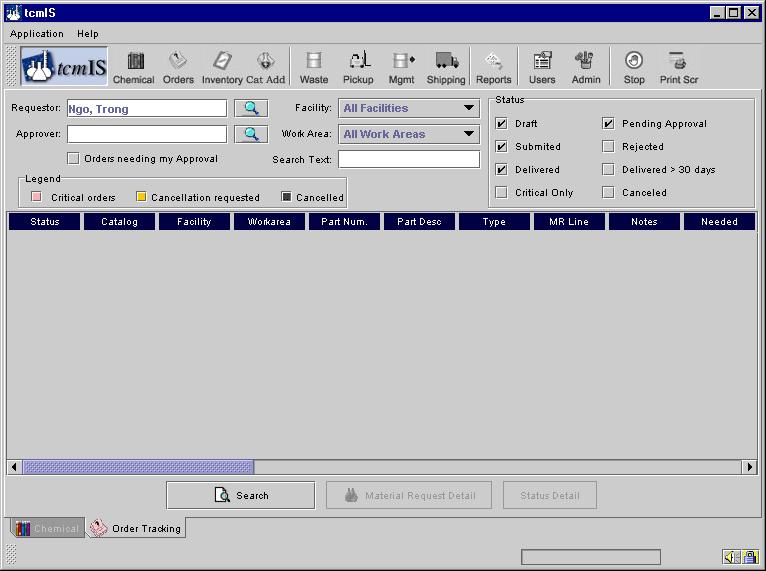 tcmIS
Application Help
tcmIS Chemical Orders Inventory Cat Add Waste Pickup Mgmt Shipping Reports Users Admin Stop Print Scr
Requestor: Ngo, Trong Facility: All Facilities
Approver: Work Area: All Work Areas
Orders needing my Approval Search Text:
Status
Draft Pending Approval
Submited Rejected
Delivered Delivered > 30 days
Critical Only Canceled
Legend
Critical orders Cancellation requested Cancelled
Status Catalog Facility Workarea Part Num. Part Desc Type MR Line Notes Needed
Search Material Request Detail Status Detail
Chemical Order Tracking